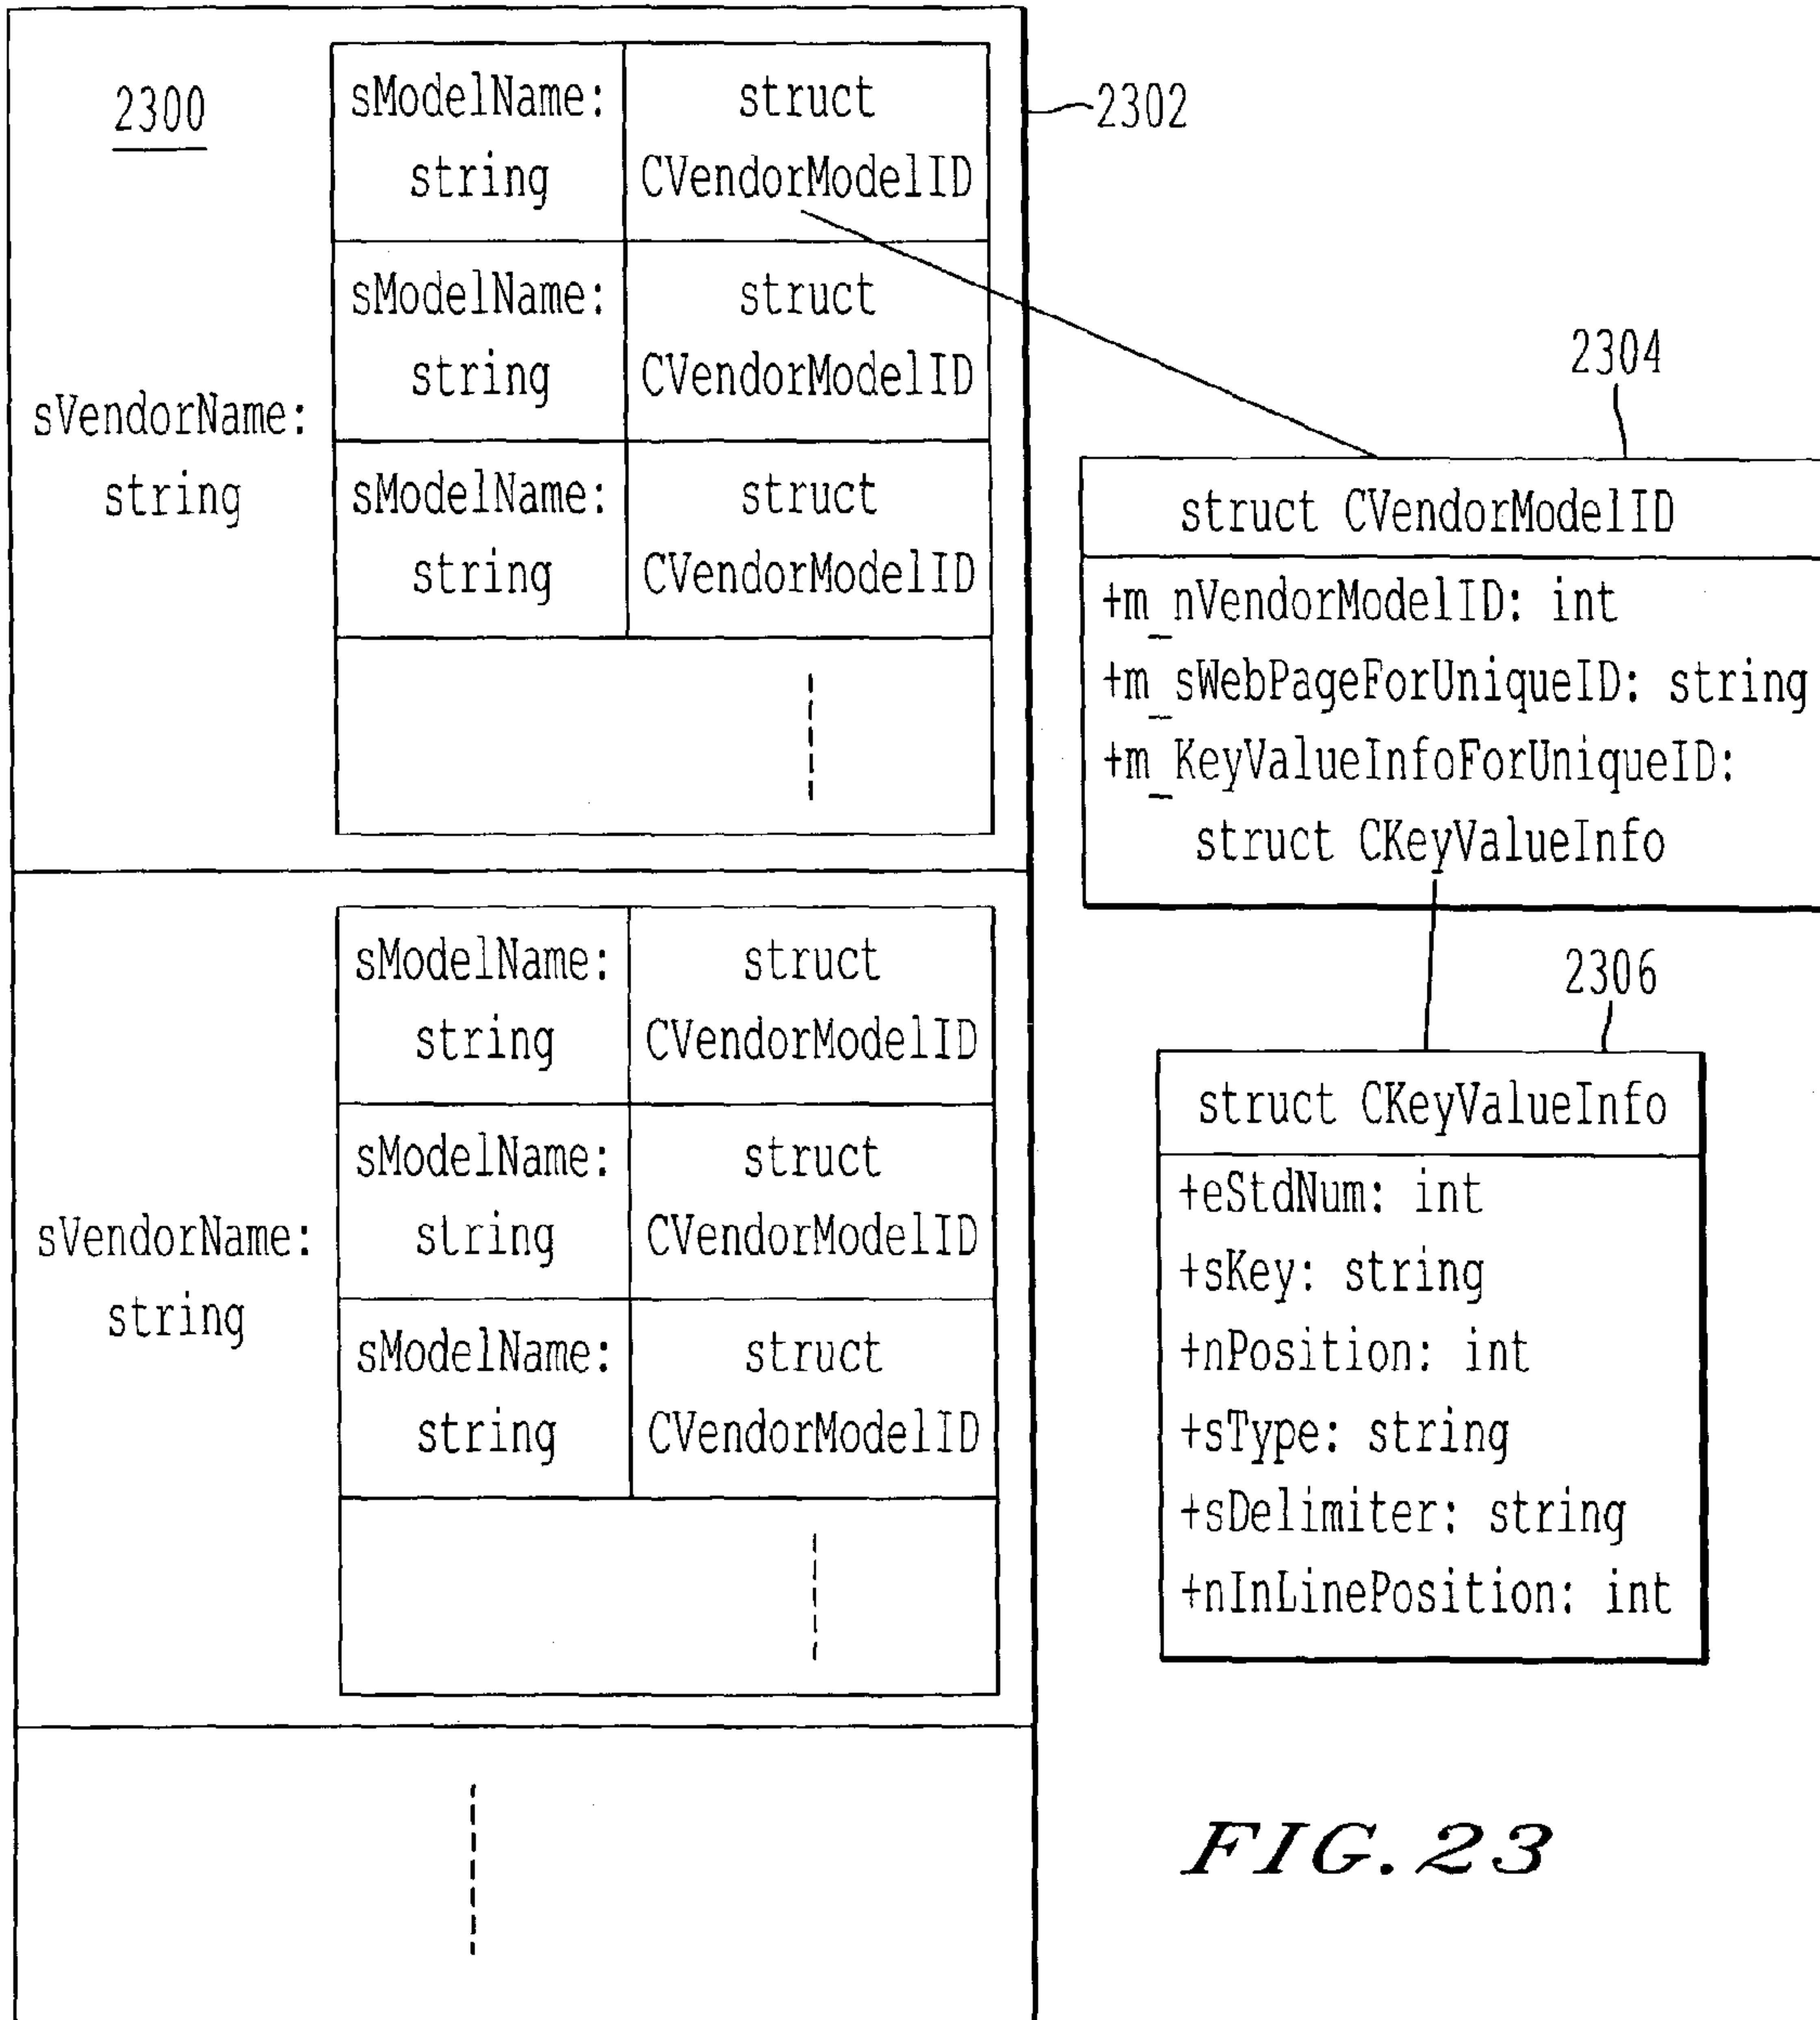 2300
sVendorName:
string
sModelName:
string
struct
CVendorModelID
sModelName:
string
struct
CVendorModelID
sModelName:
string
struct
CVendorModelID
2302
2304
struct CVendorModelID
+m_nVendorModelID: int
+m_sWebPageForUniqueID: string
+m_KeyValueInfoForUniqueID:
struct CKeyValueInfo
sVendorName:
string
sModelName:
string
struct
CVendorModelID
sModelName:
string
struct
CVendorModelID
sModelName:
string
struct
CVendorModelID
2306
struct CKeyValueInfo
+eStdNum: int
+sKey: string
+nPosition: int
+sType: string
+sDelimiter: string
+nInLinePosition: int
FIG. 23